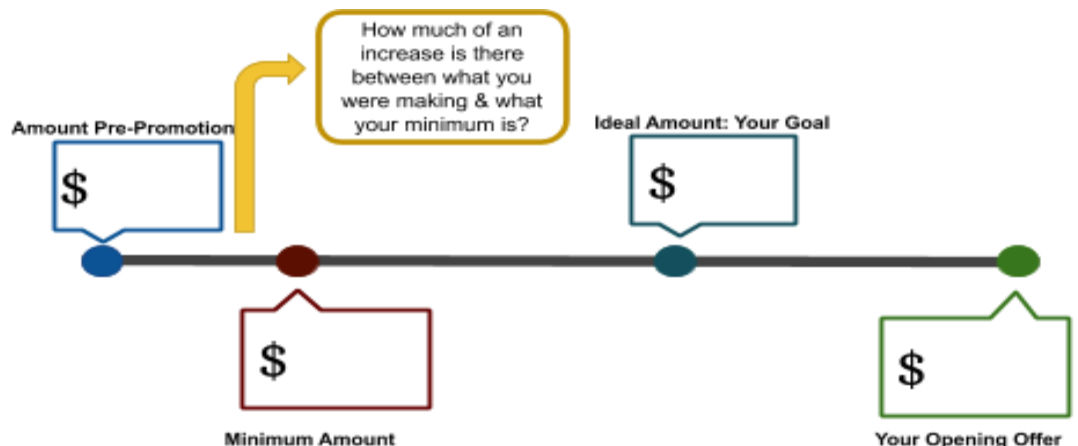 How much of an
increase is there
between what you
were making & what
your minimum is?
Amount Pre-Promotion
$
Ideal Amount: Your Goal
$
$
Minimum Amount
$
Your Opening Offer